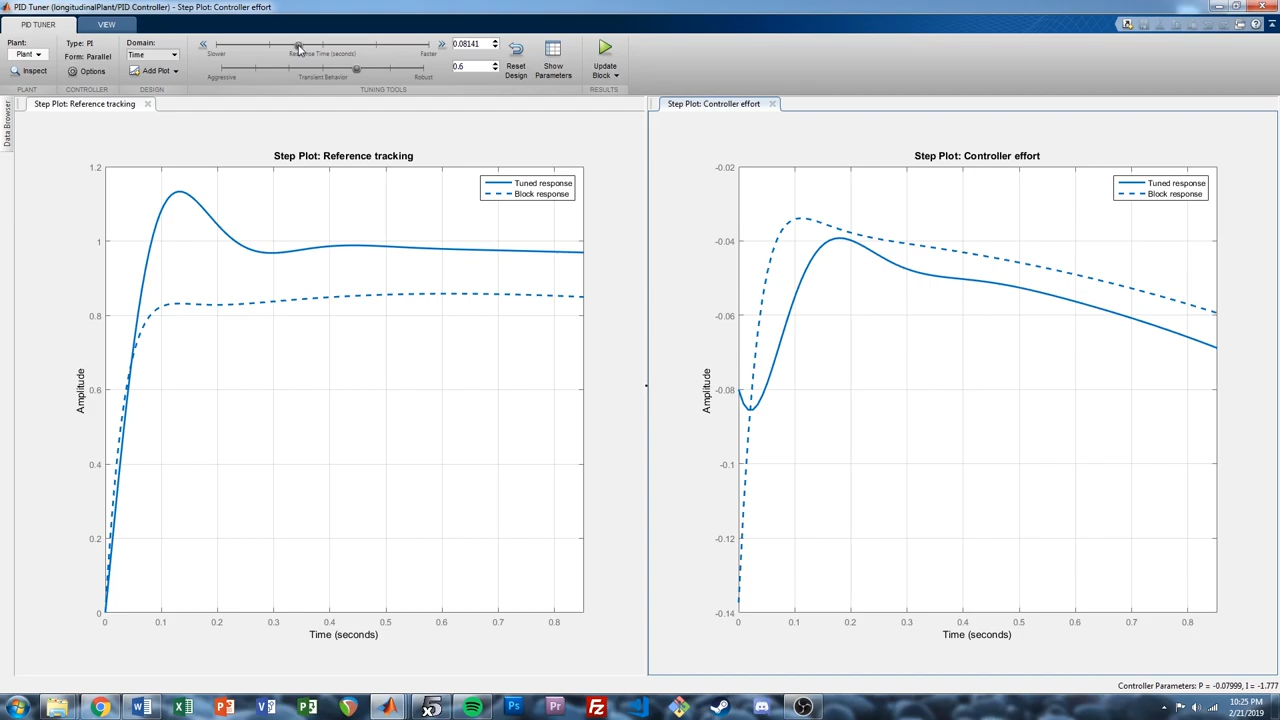 PID Tuner (longitudinalPlant/PID Controller) - Step Plot: Controller effort
PID TUNER
VIEW
Plant:
Plant
Inspect
PLANT
Type: PI
Form: Parallel
Options
CONTROLLER
Domain:
Time
Add Plot
DESIGN
Slower
Response Time (seconds)
Faster
0.08141
Aggressive
Transient Behavior
Robust
0.6
Reset
Design
Show
Parameters
TUNING TOOLS
Update
Block
RESULTS
Data Browser
Step Plot: Reference tracking
Step Plot: Controller effort
Step Plot: Reference tracking
Tuned response
Block response
Amplitude
1.2
1
0.8
0.6
0.4
0.2
0
0 0.1 0.2 0.3 0.4 0.5 0.6 0.7 0.8
Time (seconds)
Step Plot: Controller effort
Tuned response
Block response
Amplitude
-0.02
-0.04
-0.06
-0.08
-0.1
-0.12
-0.14
0 0.1 0.2 0.3 0.4 0.5 0.6 0.7 0.8
Time (seconds)
Controller Parameters: P = -0.07999, I = -1.777
10:25 PM
2/21/2019